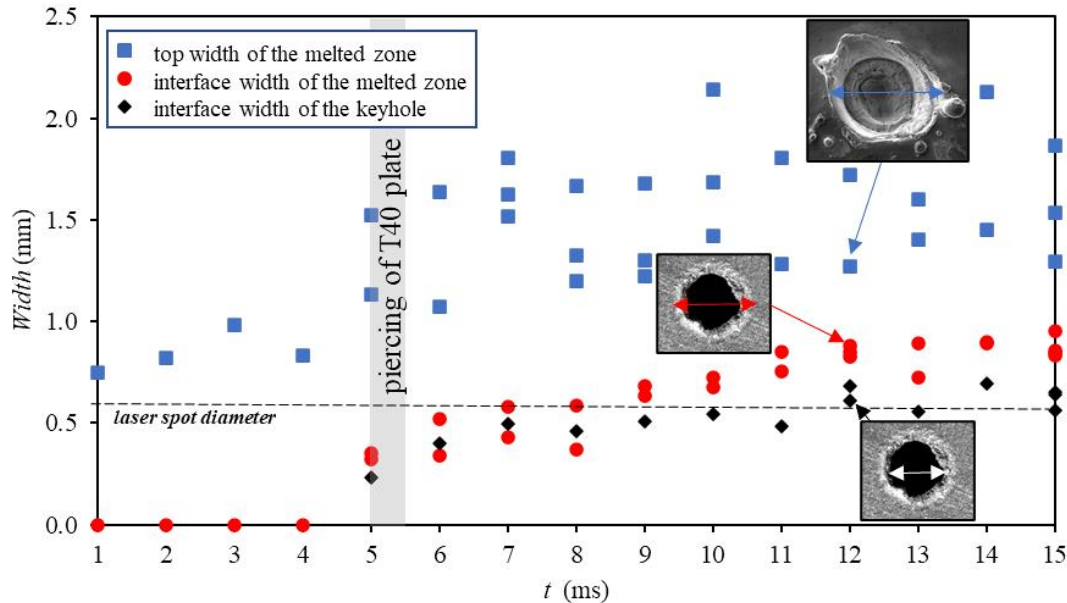 2.5
2.0
1.5
1.0
0.5
0.0
Width (mm)
top width of the melted zone
interface width of the melted zone
interface width of the keyhole
piercing of T40 plate
laser spot diameter
1 2 3 4 5 6 7 8 9 10 11 12 13 14 15
t (ms)